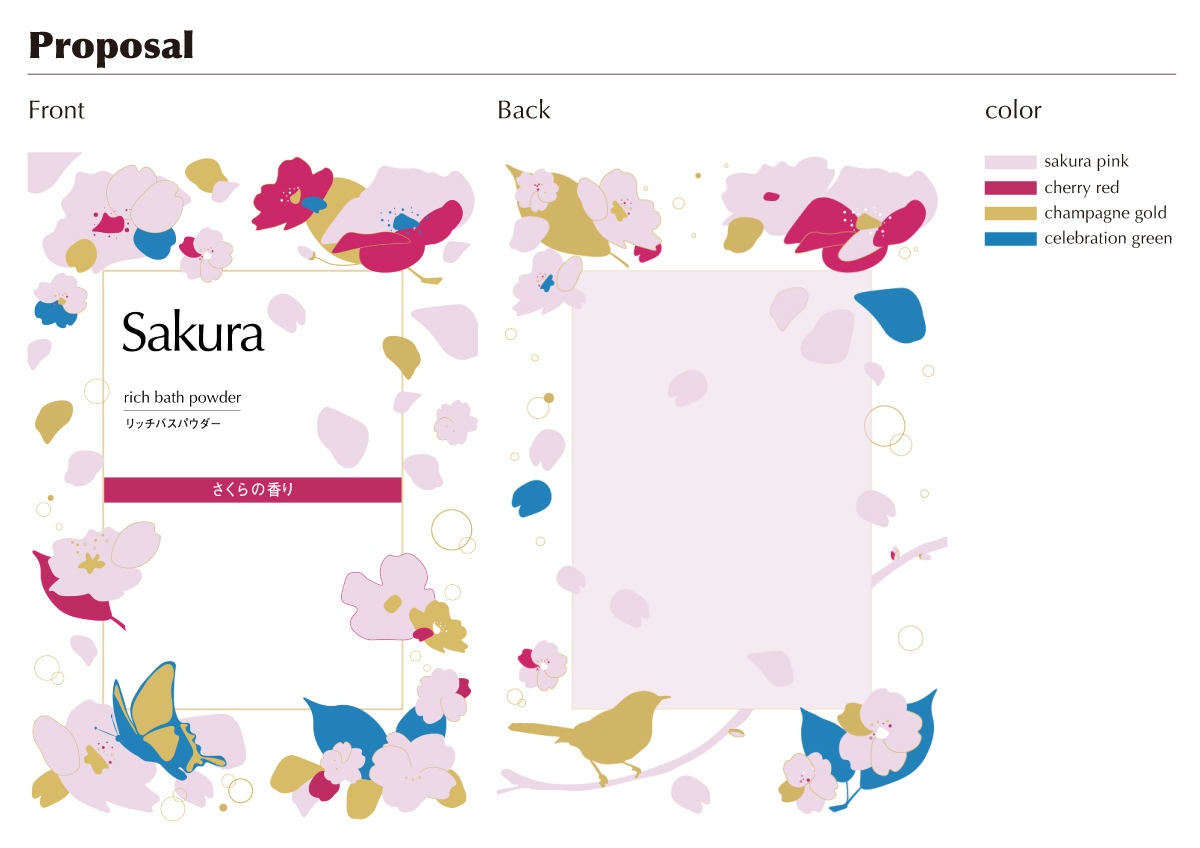 Proposal
Front
Back
color
sakura pink
cherry red
champagne gold
celebration green
Sakura
rich bath powder
リッチバスパウダー
さくらの香り